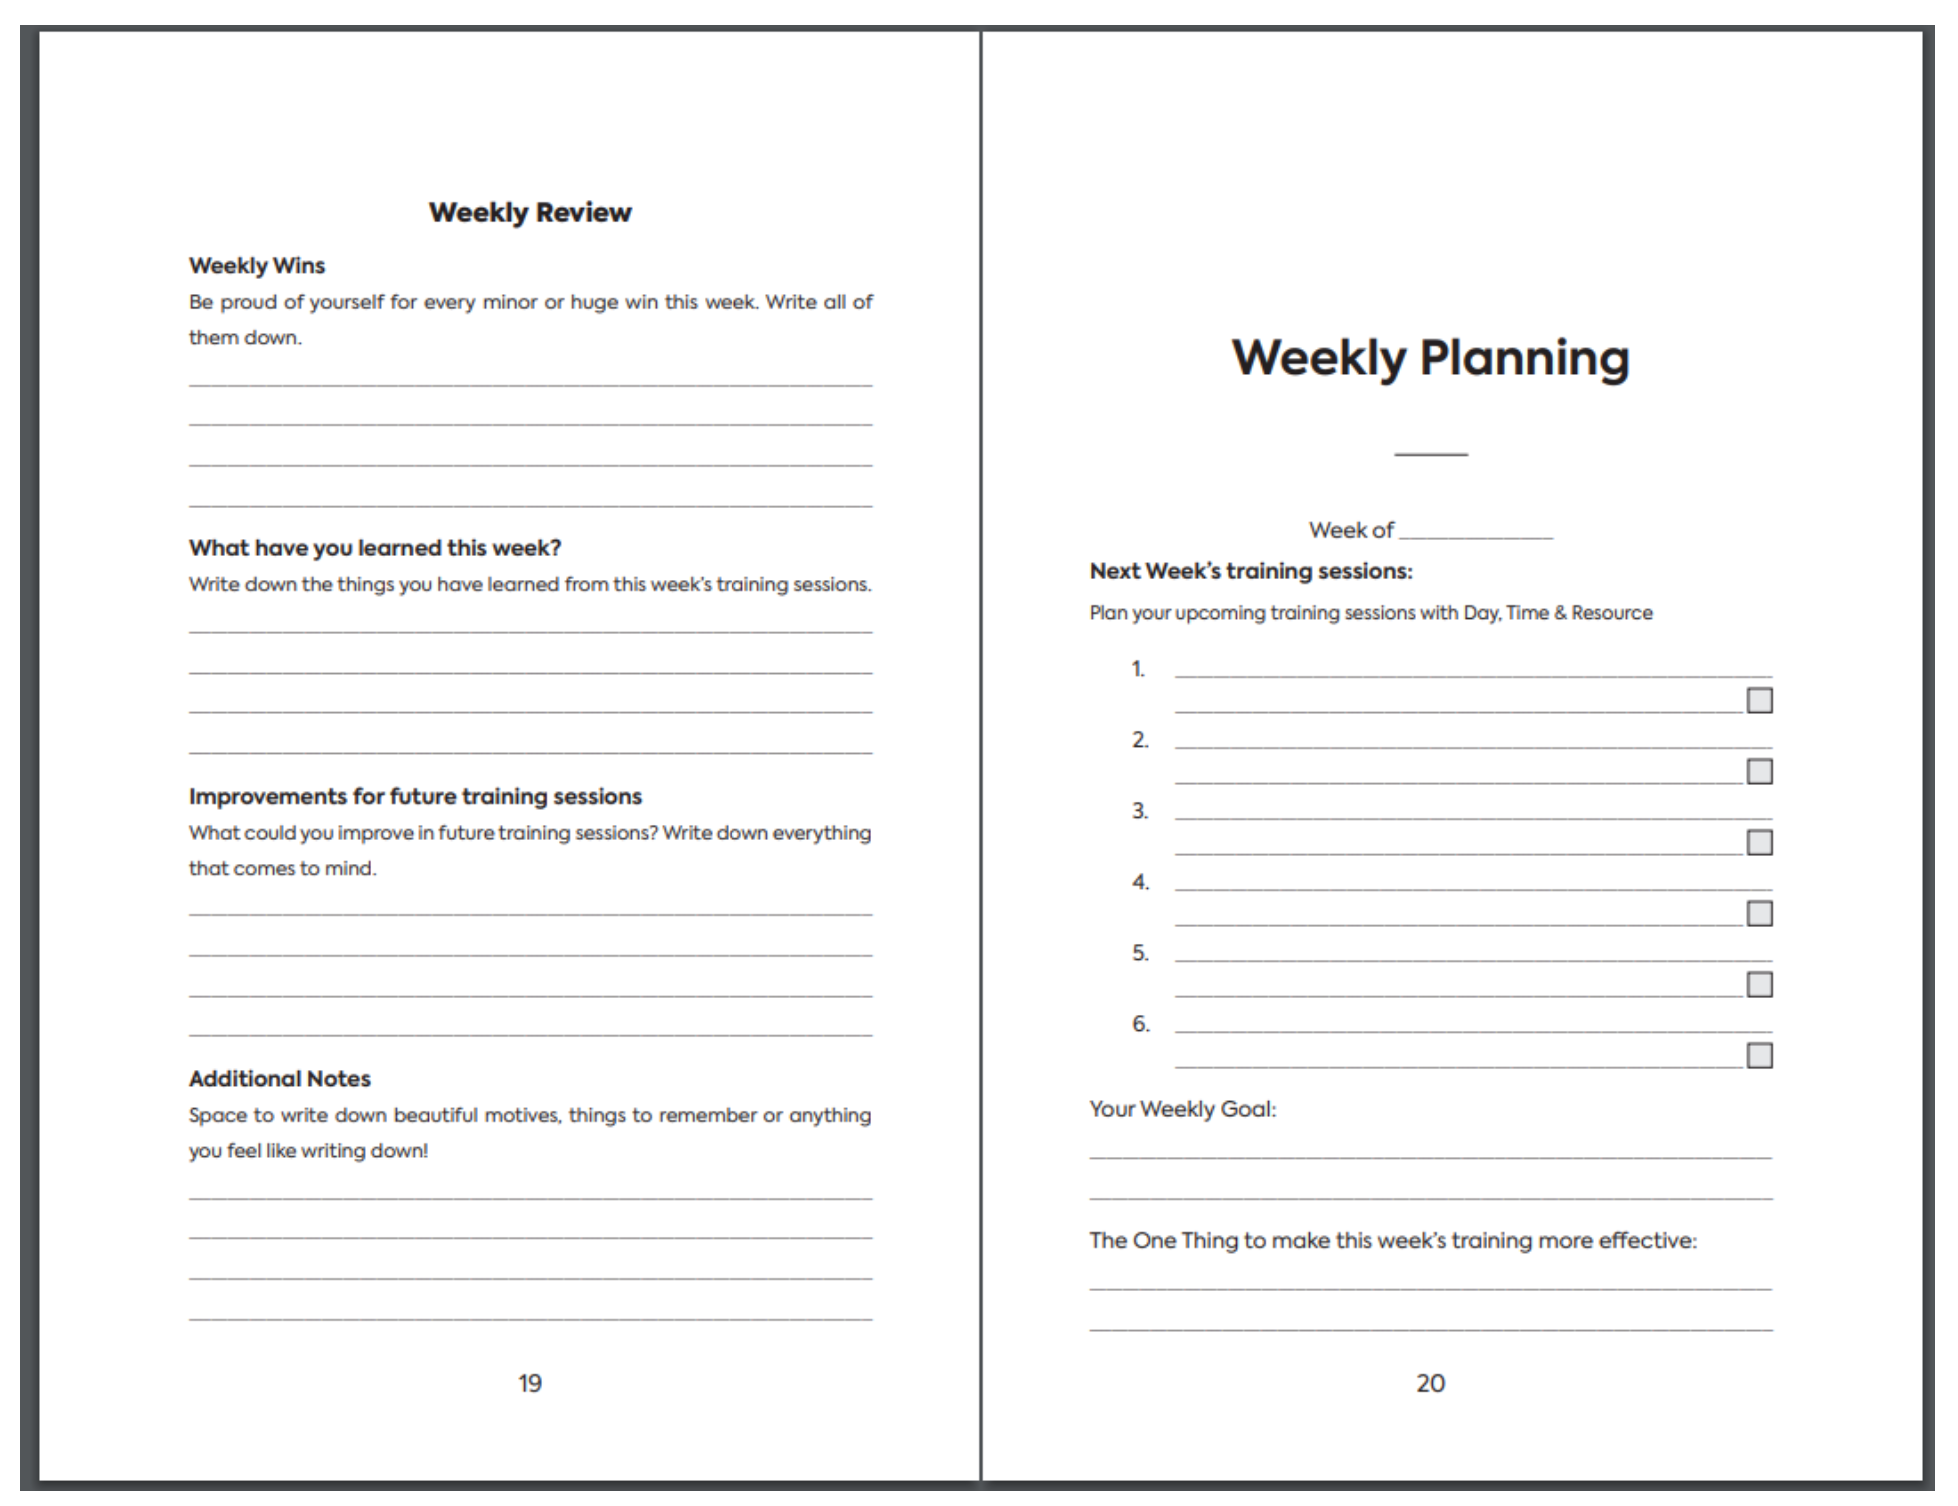 Weekly Review
Weekly Wins
Be proud of yourself for every minor or huge win this week. Write all of
them down.
What have you learned this week?
Write down the things you have learned from this week's training sessions.
Improvements for future training sessions
What could you improve in future training sessions? Write down everything
that comes to mind.
Additional Notes
Space to write down beautiful motives, things to remember or anything
you feel like writing down!
19
Weekly Planning
Week of
Next Week's training sessions:
Plan your upcoming training sessions with Day, Time & Resource
1.
2.
3.
4.
5.
6.
Your Weekly Goal:
The One Thing to make this week's training more effective:
20